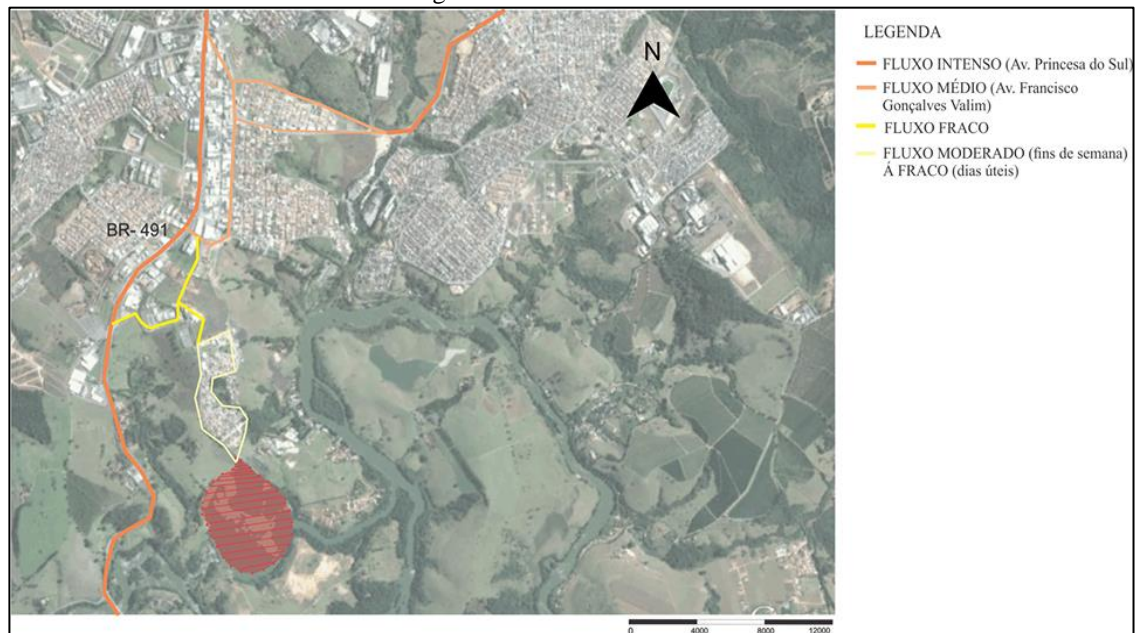 LEGENDA
N
FLUXO INTENSO (Av. Princesa do Sul)
FLUXO MÉDIO (Av. Francisco
Gonçalves Valim)
FLUXO FRACO
FLUXO MODERADO (fins de semana)
Á FRACO (dias úteis)
BR- 491
0 4000 8000 12000